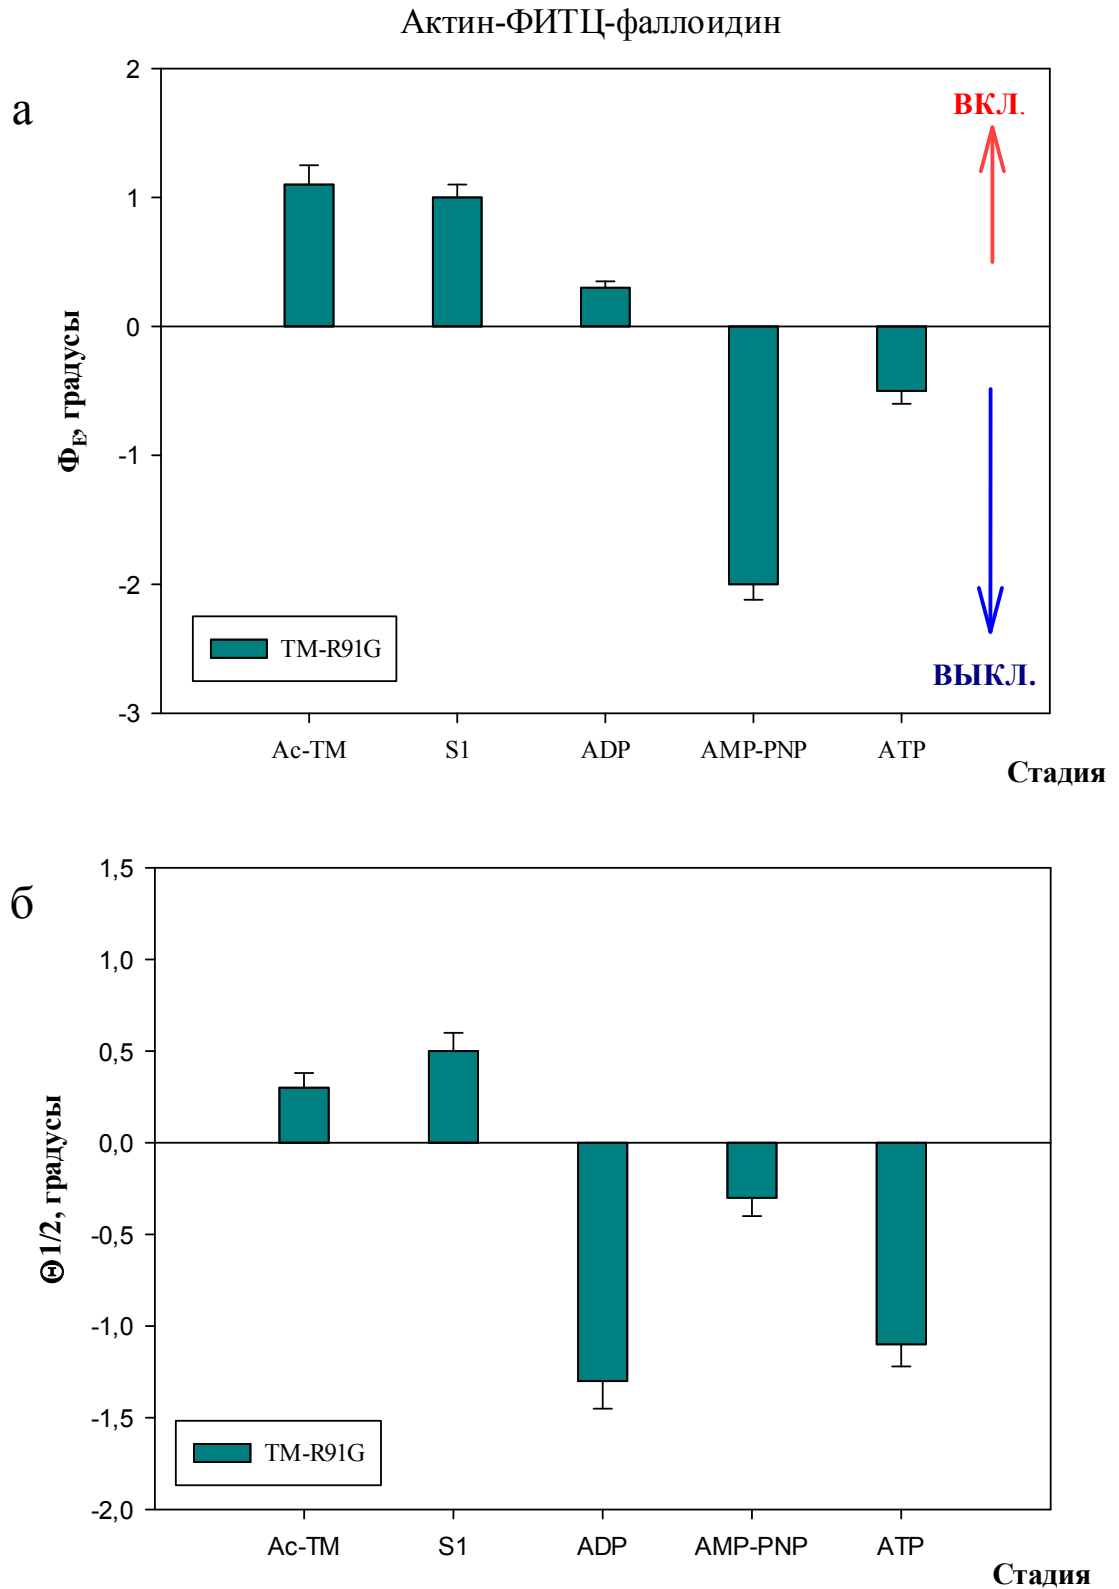 Актин-ФИТЦ-фаллоидин
а
2
1
0
-1
-2
-3
Φ_E, градусы
ВКЛ.
ВЫКЛ.
TM-R91G
Ac-TM S1 ADP AMP-PNP ATP
Стадия
б
1,5
1,0
0,5
0,0
-0,5
-1,0
-1,5
-2,0
Θ1/2, градусы
TM-R91G
Ac-TM S1 ADP AMP-PNP ATP
Стадия